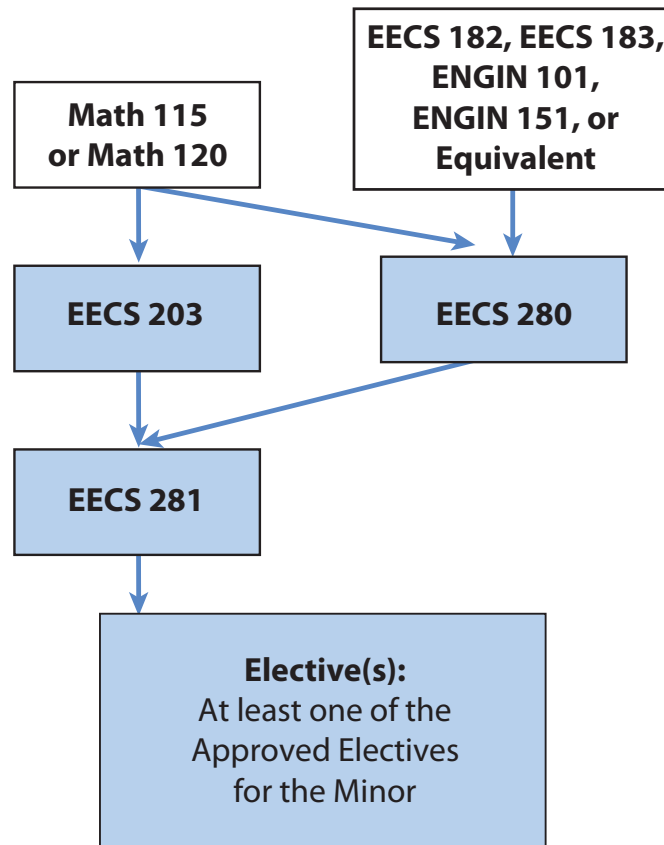 EECS 182, EECS 183,
ENGIN 101,
ENGIN 151, or
Equivalent
Math 115
or Math 120
EECS 203
EECS 280
EECS 281
Elective(s):
At least one of the
Approved Electives
for the Minor